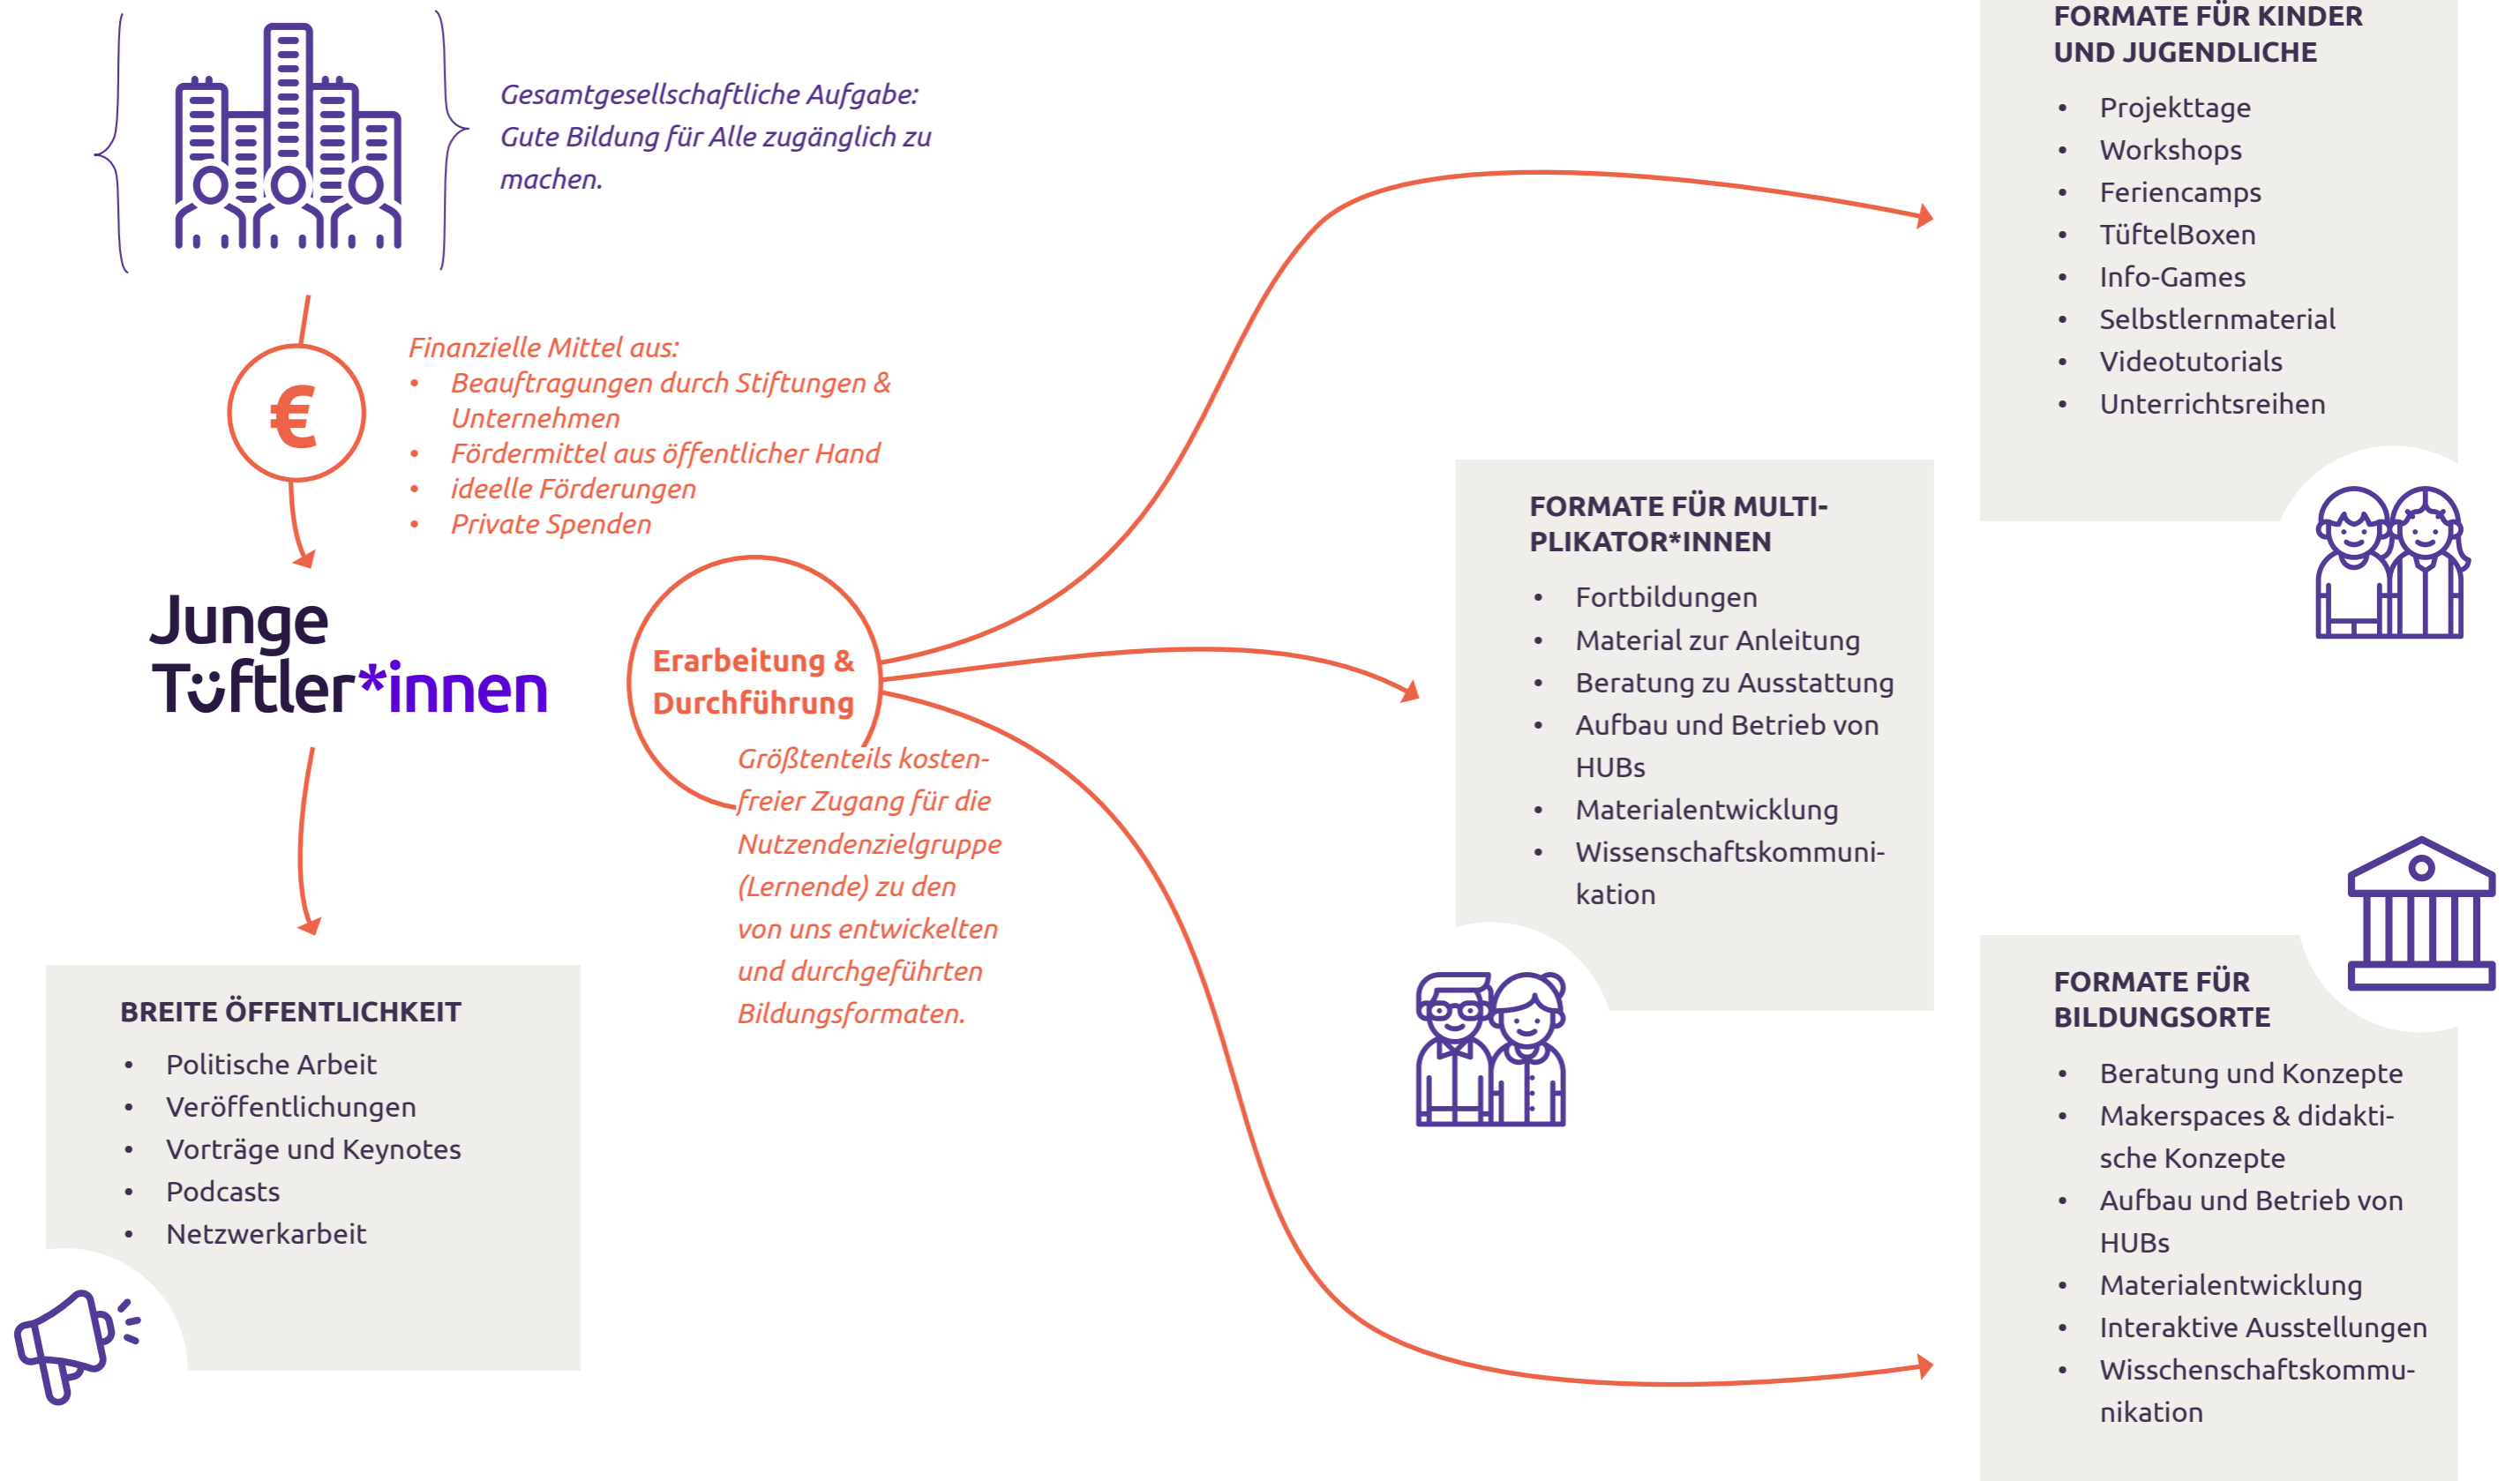 Gesamtgesellschaftliche Aufgabe:
Gute Bildung für Alle zugänglich zu
machen.
€
Finanzielle Mittel aus:
• Beauftragungen durch Stiftungen &
Unternehmen
• Fördermittel aus öffentlicher Hand
• ideelle Förderungen
• Private Spenden
Junge
Tüftler*innen
Erarbeitung &
Durchführung
Größtenteils kosten-
freier Zugang für die
Nutzendenzielgruppe
(Lernende) zu den
von uns entwickelten
und durchgeführten
Bildungsformaten.
BREITE ÖFFENTLICHKEIT
• Politische Arbeit
• Veröffentlichungen
• Vorträge und Keynotes
• Podcasts
• Netzwerkarbeit
FORMATE FÜR KINDER
UND JUGENDLICHE
• Projekttage
• Workshops
• Feriencamps
• TüftelBoxen
• Info-Games
• Selbstlernmaterial
• Videotutorials
• Unterrichtsreihen
FORMATE FÜR MULTI-
PLIKATOR*INNEN
• Fortbildungen
• Material zur Anleitung
• Beratung zu Ausstattung
• Aufbau und Betrieb von
HUBs
• Materialentwicklung
• Wissenschaftskommuni-
kation
FORMATE FÜR
BILDUNGSORTE
• Beratung und Konzepte
• Makerspaces & didakti-
sche Konzepte
• Aufbau und Betrieb von
HUBs
• Materialentwicklung
• Interaktive Ausstellungen
• Wisschenschaftskommu-
nikation